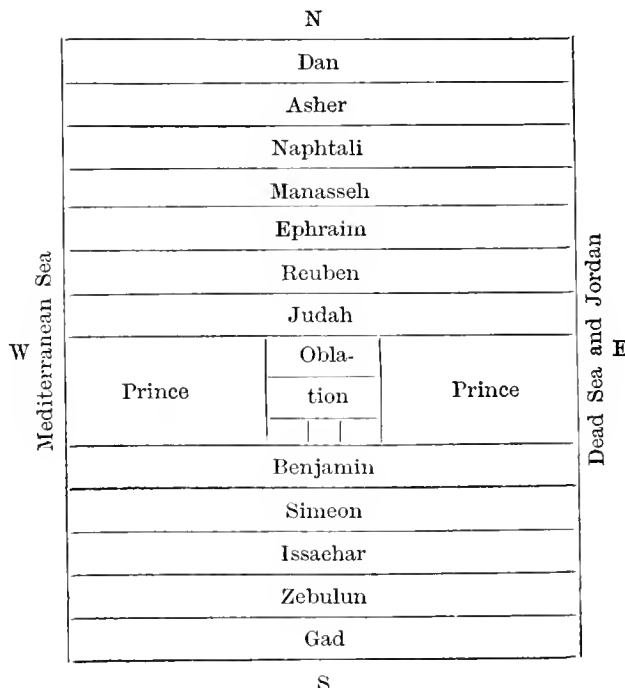 N
Dan
Asher
Naphtali
Manasseh
Ephraim
Reuben
Judah
Mediterranean Sea
W
Prince
Obla-
tion
Prince
E
Dead Sea and Jordan
Benjamin
Simeon
Issachar
Zebulun
Gad
S